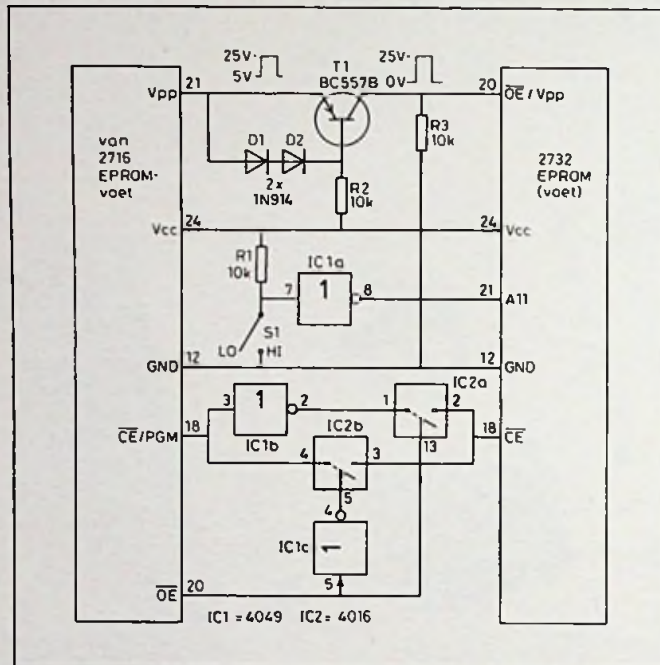 25V
5V
T1
BC557B
25V
0V
21
Vpp
20
OE/Vpp
van
2716
EPROM-
voet
D1
D2
2x
1N914
R3
10k
R2
10k
2732
EPROM
(voet)
24
Vcc
24
Vcc
R1
10k
IC1a
7
1
8
21
A11
LO
S1
HI
12
GND
12
GND
3
1
2
IC1b
1
IC2a
2
13
18
CE/PGM
18
CE
IC2b
4
3
5
4
IC1c
1
5
20
OE
IC1 = 4049 IC2 = 4016